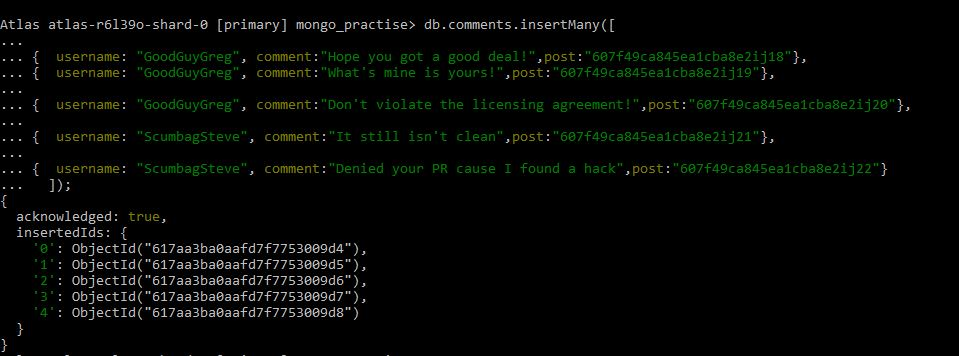 Atlas atlas-r6l39o-shard-0 [primary] mongo_practise> db.comments.insertMany([
...
... {  username: "GoodGuyGreg", comment:"Hope you got a good deal!",post:"607f49ca845ea1cba8e2ij18"},
... {  username: "GoodGuyGreg", comment:"What's mine is yours!",post:"607f49ca845ea1cba8e2ij19"},
...
... {  username: "GoodGuyGreg", comment:"Don't violate the licensing agreement!",post:"607f49ca845ea1cba8e2ij20"},
...
... {  username: "ScumbagSteve", comment:"It still isn't clean",post:"607f49ca845ea1cba8e2ij21"},
...
... {  username: "ScumbagSteve", comment:"Denied your PR cause I found a hack",post:"607f49ca845ea1cba8e2ij22"}
...   ]);
{
  acknowledged: true,
  insertedIds: {
    '0': ObjectId("617aa3ba0aafd7f7753009d4"),
    '1': ObjectId("617aa3ba0aafd7f7753009d5"),
    '2': ObjectId("617aa3ba0aafd7f7753009d6"),
    '3': ObjectId("617aa3ba0aafd7f7753009d7"),
    '4': ObjectId("617aa3ba0aafd7f7753009d8")
  }
}